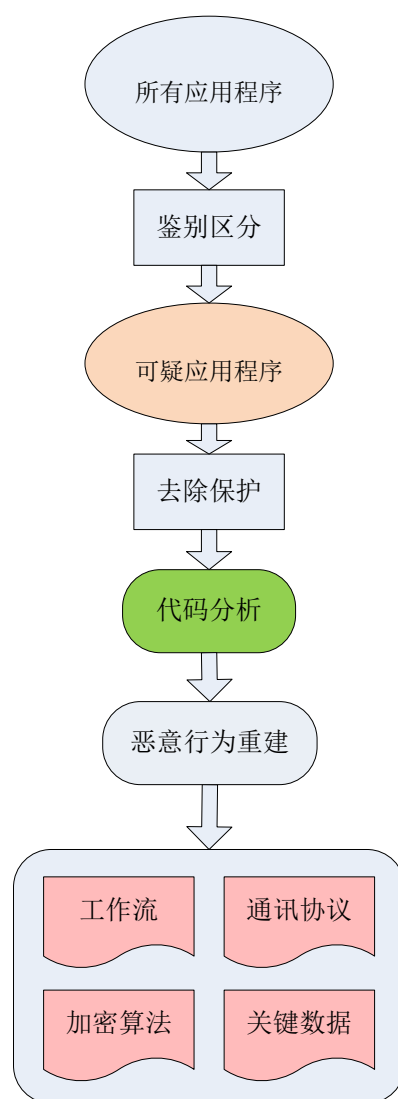 所有应用程序
鉴别区分
可疑应用程序
去除保护
代码分析
恶意行为重建
工作流
通讯协议
加密算法
关键数据